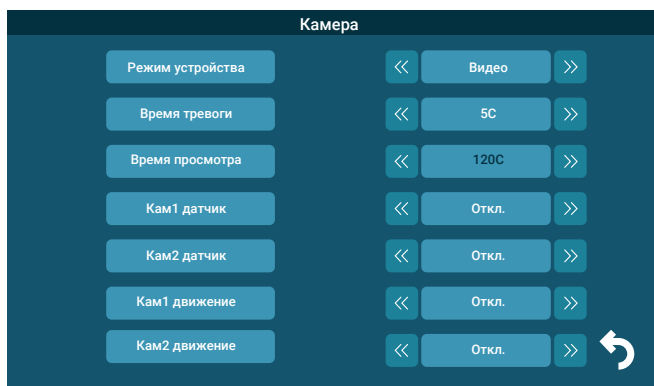 Камера
Режим устройства « Видео »
Время тревоги « 5С »
Время просмотра « 120С »
Кам1 датчик « Откл. »
Кам2 датчик « Откл. »
Кам1 движение « Откл. »
Кам2 движение « Откл. »